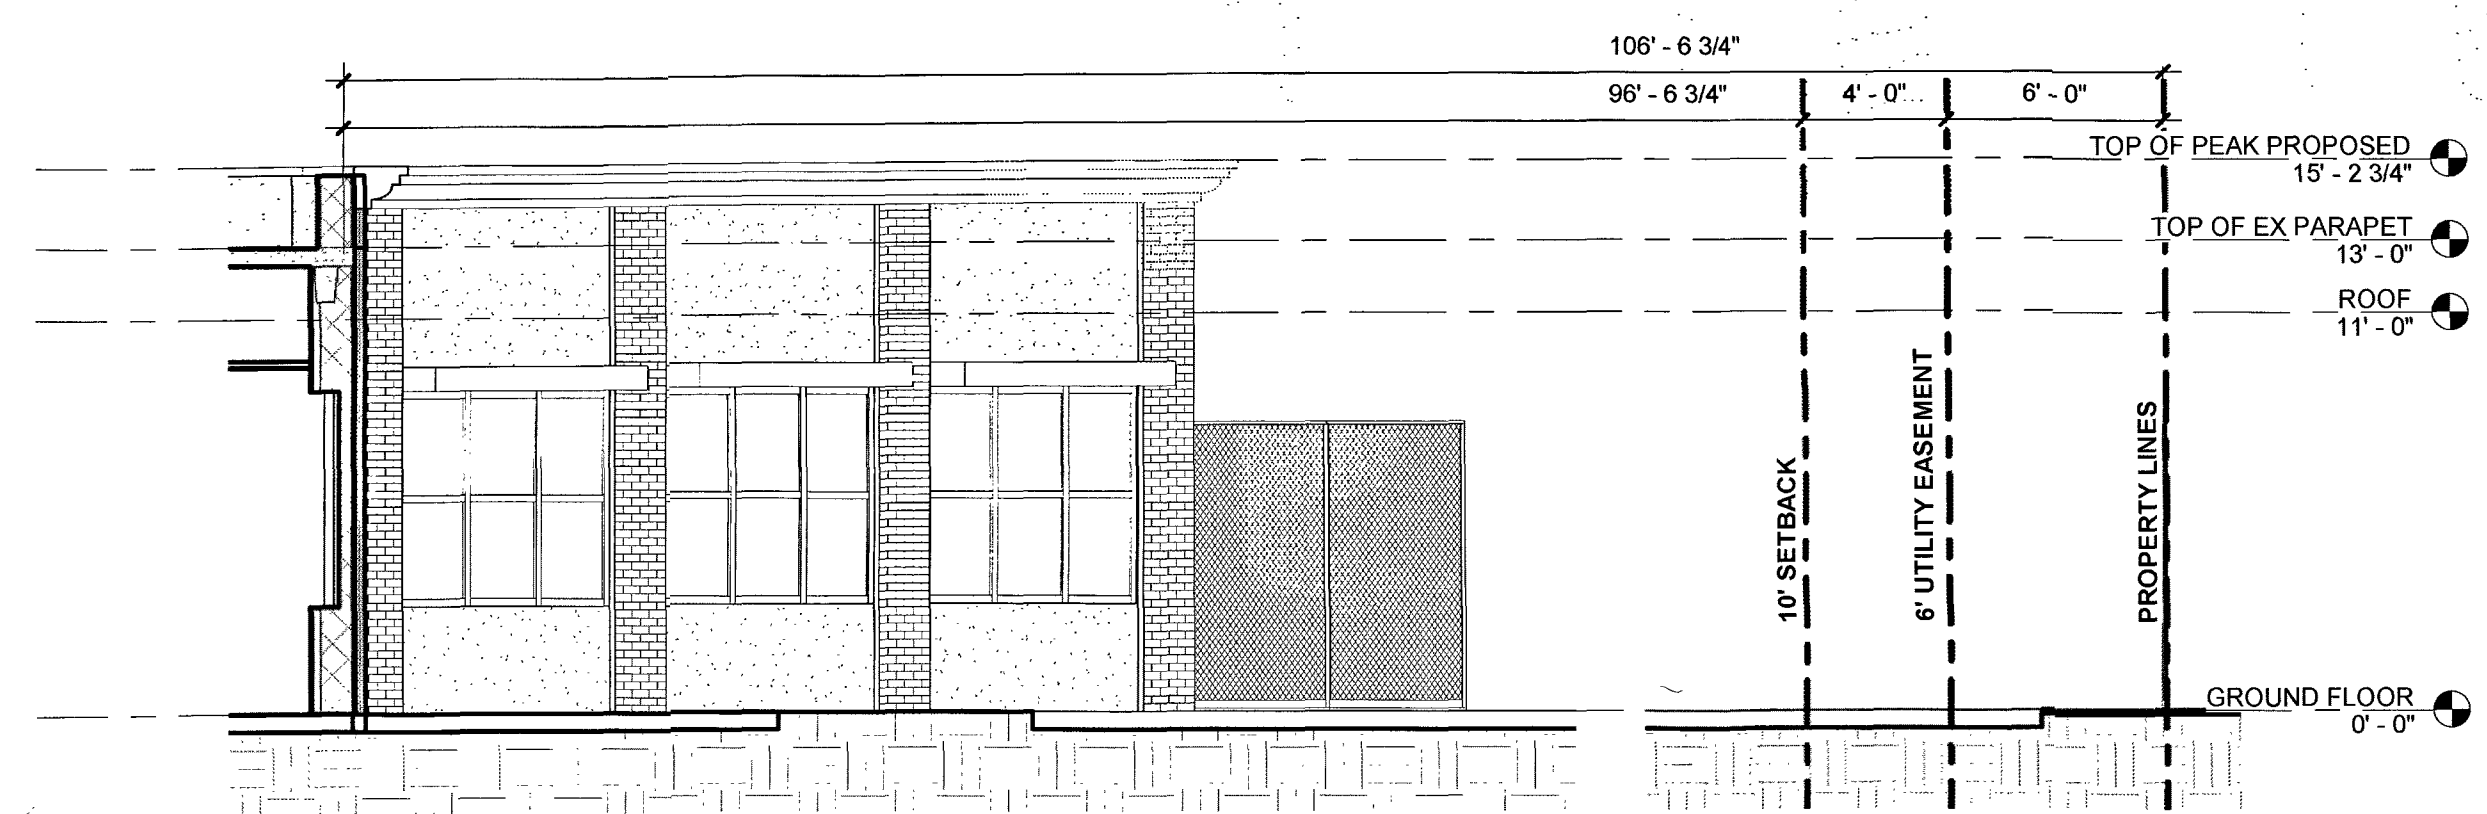 106' - 6 3/4"
96' - 6 3/4"
4' - 0"
6' - 0"
TOP OF PEAK PROPOSED
15' - 2 3/4"
TOP OF EX PARAPET
13' - 0"
ROOF
11' - 0"
10' SETBACK
6' UTILITY EASEMENT
PROPERTY LINES
GROUND FLOOR
0' - 0"